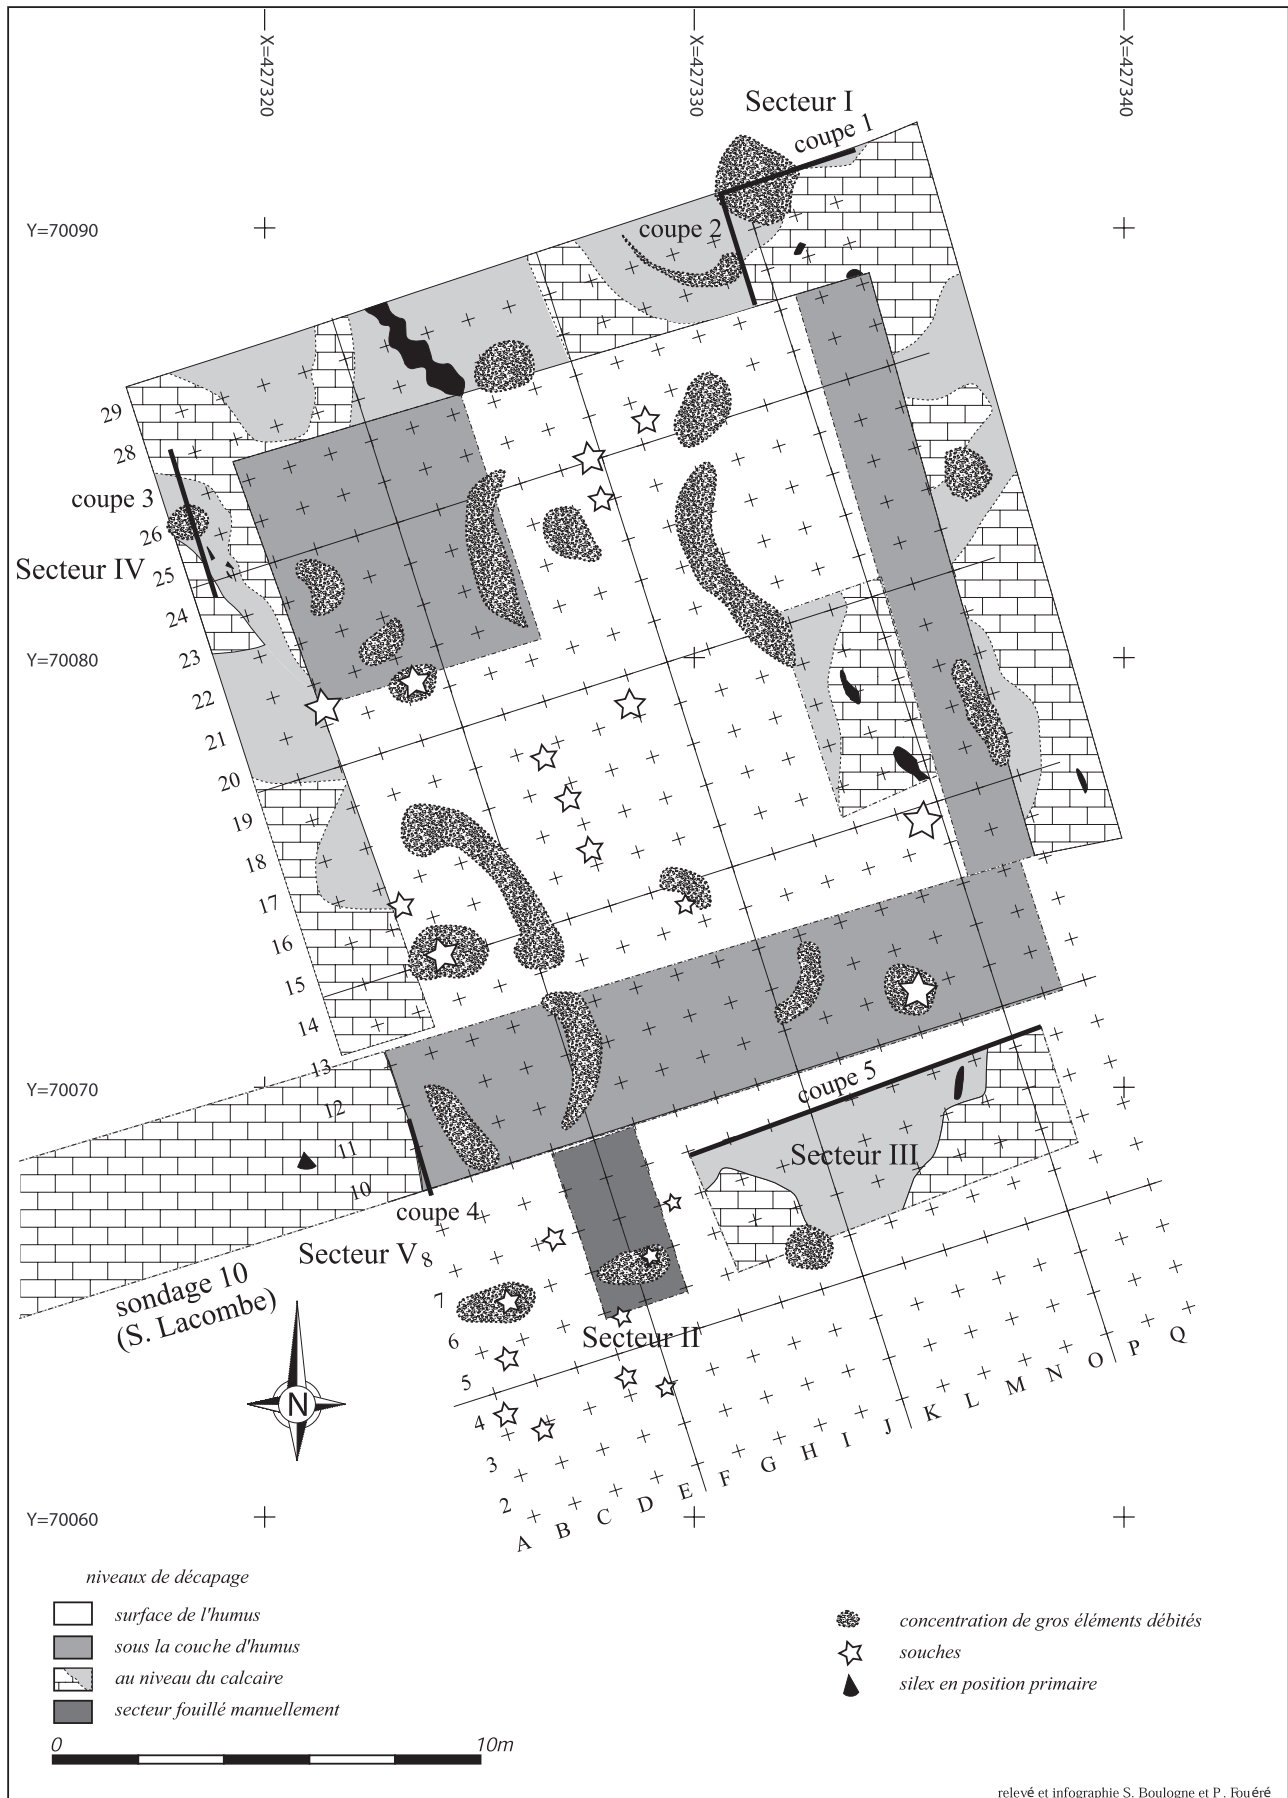 X=427320
X=427330
X=427340
Secteur I
coupe 1
Y=70090
coupe 2
29
28
coupe 3
26
Secteur IV
25
24
23
Y=70080
22
21
20
19
18
17
16
15
14
13
Y=70070
12
coupe 5
11
Secteur III
10
coupe 4
Secteur V
8
sondage 10
(S. Lacombe)
7
6
Secteur II
5
4
3
2
A B C D E F G H I J K L M N O P Q
N
Y=70060
niveaux de décapage
surface de l'humus
sous la couche d'humus
au niveau du calcaire
secteur fouillé manuellement
0 10m
concentration de gros éléments débités
souches
silex en position primaire
relevé et infographie S. Boulogne et P. Fouéré